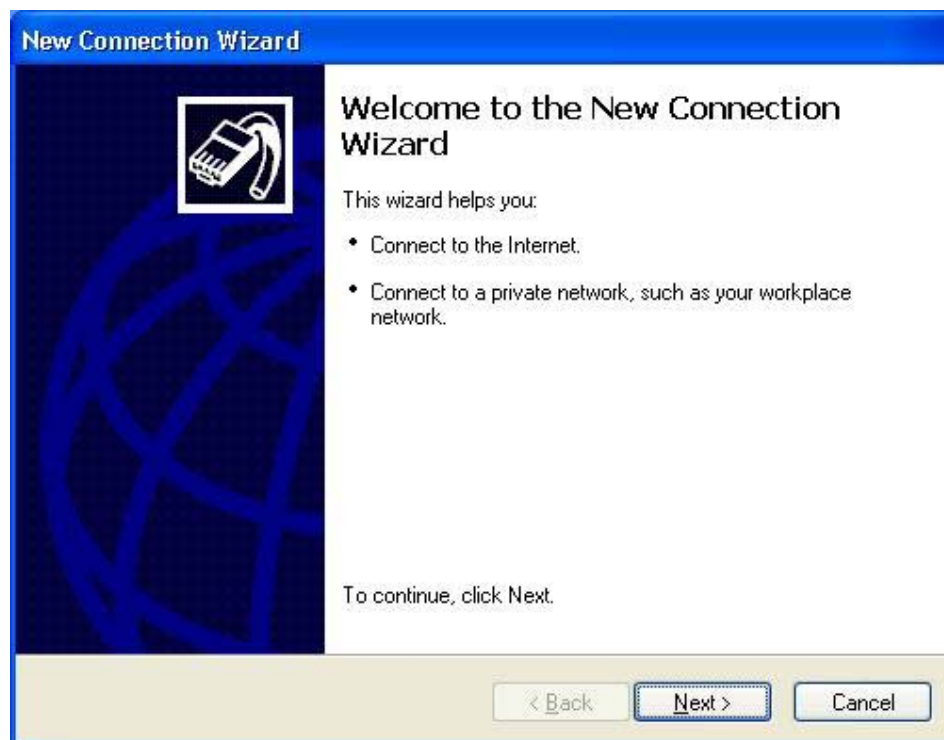 New Connection Wizard
Welcome to the New Connection
Wizard
This wizard helps you:
• Connect to the Internet.
• Connect to a private network, such as your workplace
network.
To continue, click Next.
< Back
Next >
Cancel